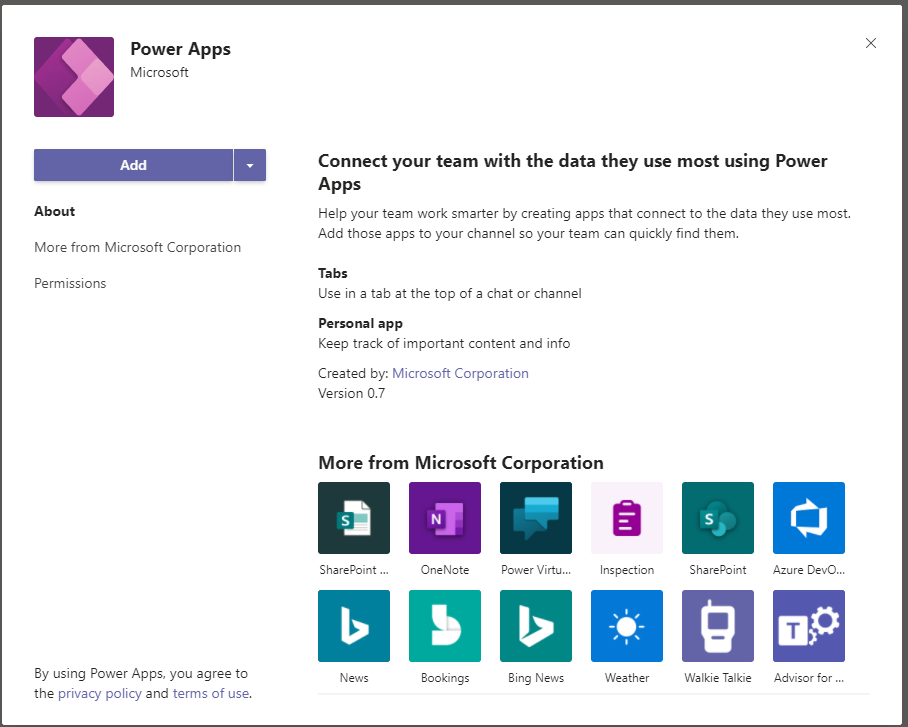 Power Apps
Microsoft
Add
About
More from Microsoft Corporation
Permissions
Connect your team with the data they use most using Power
Apps
Help your team work smarter by creating apps that connect to the data they use most.
Add those apps to your channel so your team can quickly find them.
Tabs
Use in a tab at the top of a chat or channel
Personal app
Keep track of important content and info
Created by: Microsoft Corporation
Version 0.7
More from Microsoft Corporation
S N S
SharePoint ... OneNote Power Virtu... Inspection SharePoint Azure DevO...
T
News Bookings Bing News Weather Walkie Talkie Advisor for ...
By using Power Apps, you agree to
the privacy policy and terms of use.